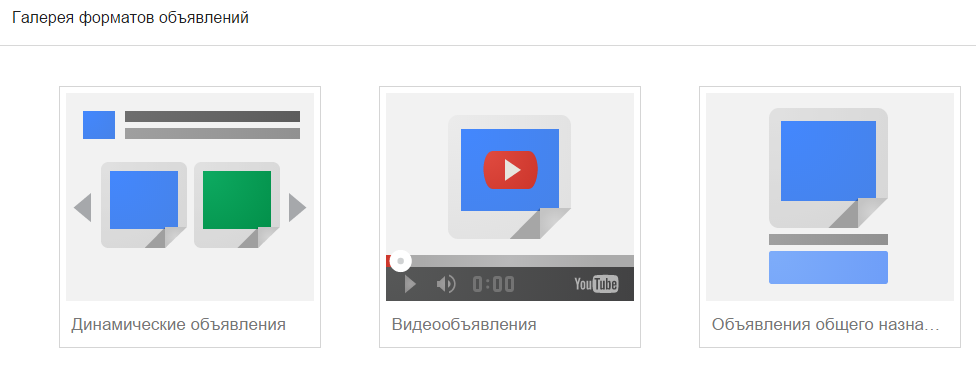 Галерея форматов объявлений
0:00
YouTube
Динамические объявления
Видеообъявления
Объявления общего назна...